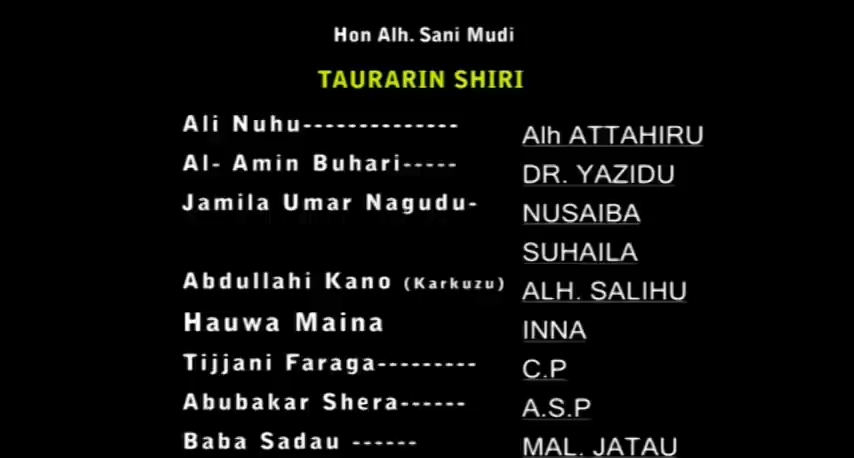 Hon Alh. Sani Mudi
TAURARIN SHIRI
Ali Nuhu-------------- Alh ATTAHIRU
Al- Amin Buhari----- DR. YAZIDU
Jamila Umar Nagudu- NUSAIBA
SUHAILA
Abdullahi Kano (Karkuzu) ALH. SALIHU
Hauwa Maina INNA
Tijjani Faraga--------- C.P
Abubakar Shera------ A.S.P
Baba Sadau ------ MAL. JATAU